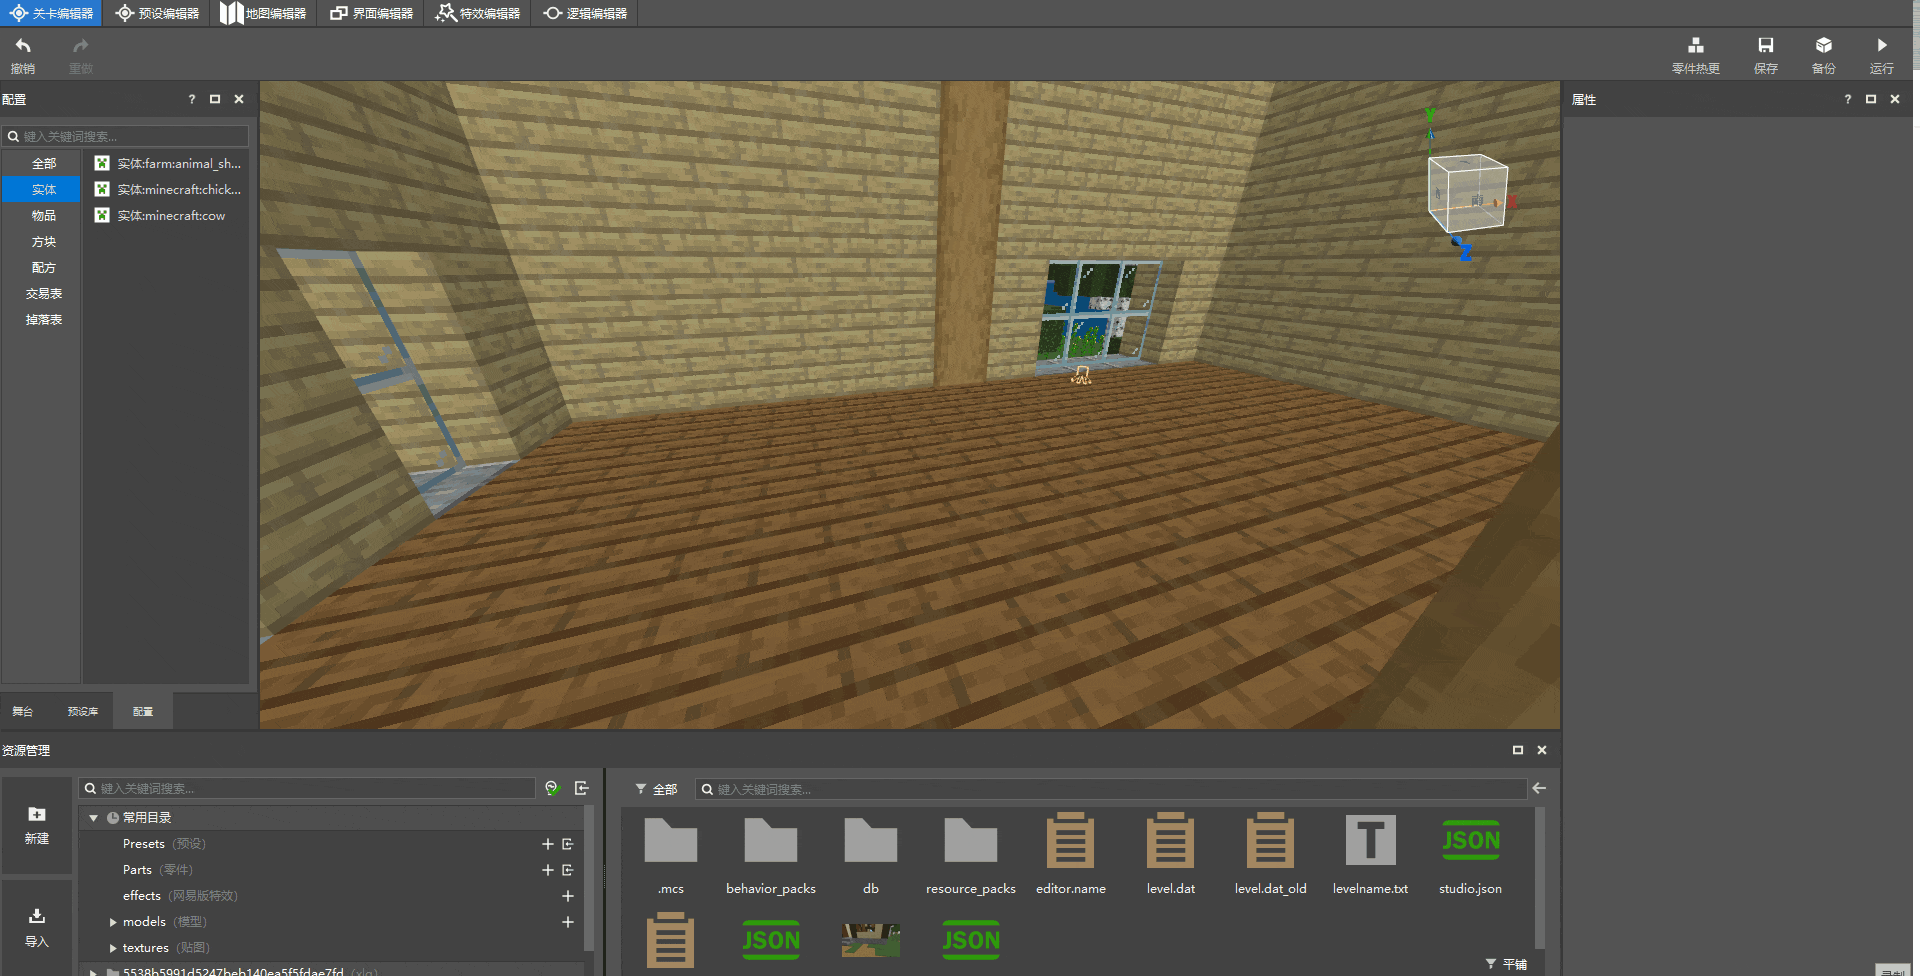 关卡编辑器 预设编辑器 地图编辑器 界面编辑器 特效编辑器 逻辑编辑器
撤销 重做 零件热更 保存 备份 运行
配置 ?
键入关键词搜索...
全部
实体
物品
方块
配方
交易表
掉落表
实体:farm:animal_sh...
实体:minecraft:chick...
实体:minecraft:cow
舞台 预设库 配置
Y
X
Z
属性 ?
资源管理
新建
导入
键入关键词搜索...
常用目录
Presets (预设)
Parts (零件)
effects (网易版特效)
models (模型)
textures (贴图)
5538b5991d5247beb140ea5f5fdae7fd (xlq)
全部 键入关键词搜索...
.mcs behavior_packs db resource_packs editor.name level.dat level.dat_old levelname.txt studio.json
T JSON
JSON JSON
平铺